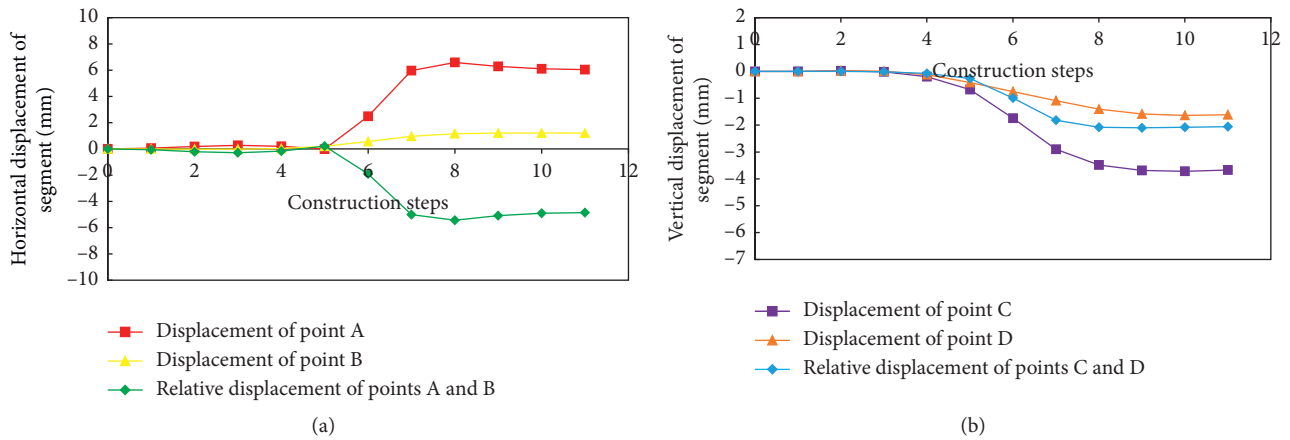 Horizontal displacement of
segment (mm)
10
8
6
4
2
0
−2
−4
−6
−8
−10
0
2
4
6
8
10
12
Construction steps
Displacement of point A
Displacement of point B
Relative displacement of points A and B
(a)
Vertical displacement of
segment (mm)
2
1
0
−1
−2
−3
−4
−5
−6
−7
0
2
4
6
8
10
12
Construction steps
Displacement of point C
Displacement of point D
Relative displacement of points C and D
(b)